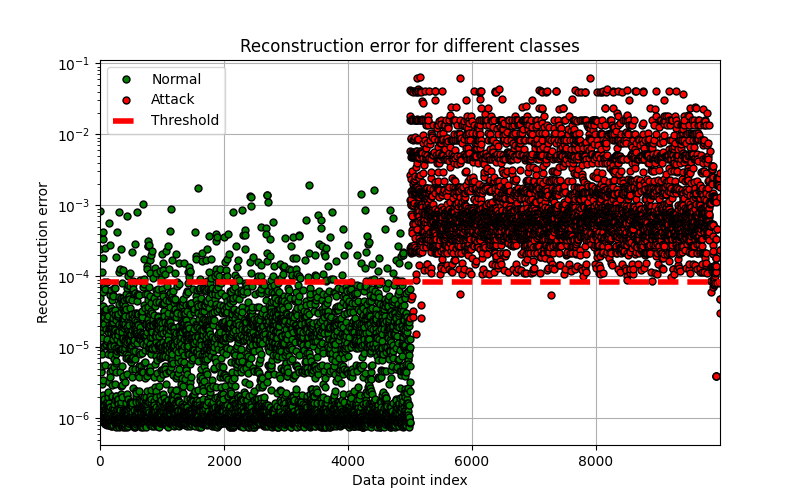 Reconstruction error for different classes
Reconstruction error
10⁻¹
10⁻²
10⁻³
10⁻⁴
10⁻⁵
10⁻⁶
Normal
Attack
Threshold
0 2000 4000 6000 8000
Data point index